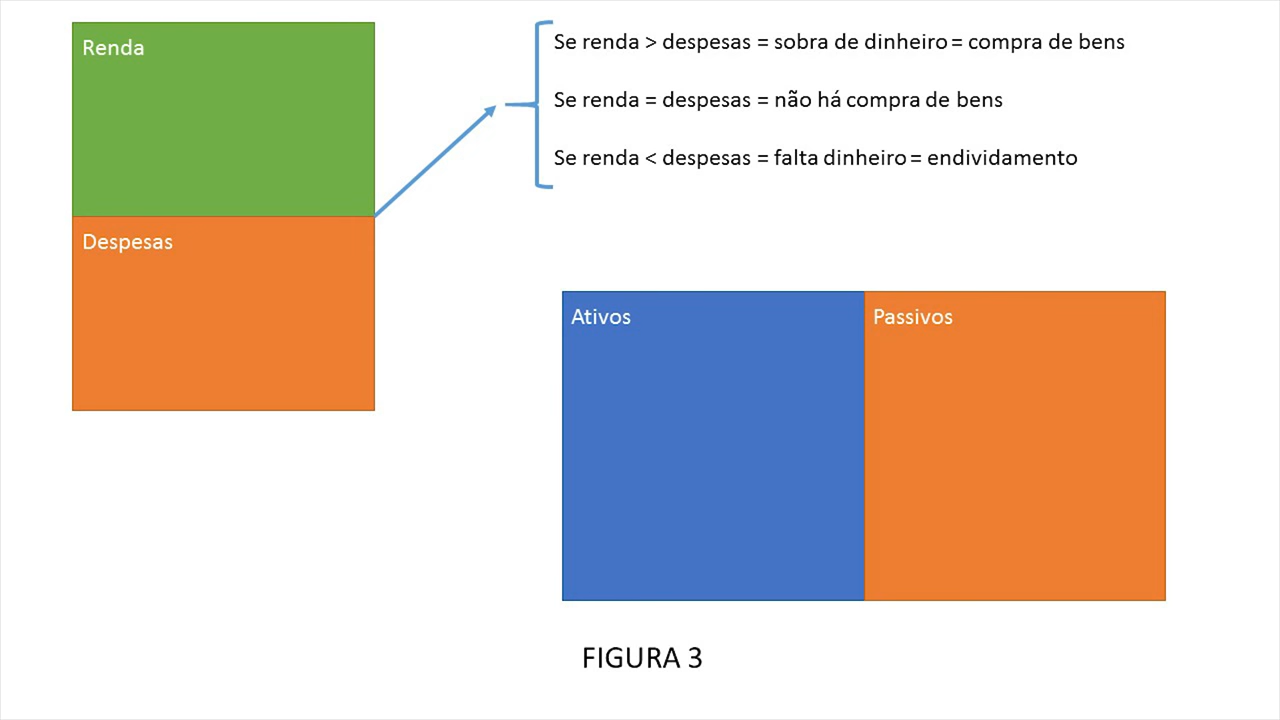 Renda
Se renda > despesas = sobra de dinheiro = compra de bens
Se renda = despesas = não há compra de bens
Se renda < despesas = falta dinheiro = endividamento
Despesas
Ativos
Passivos
FIGURA 3